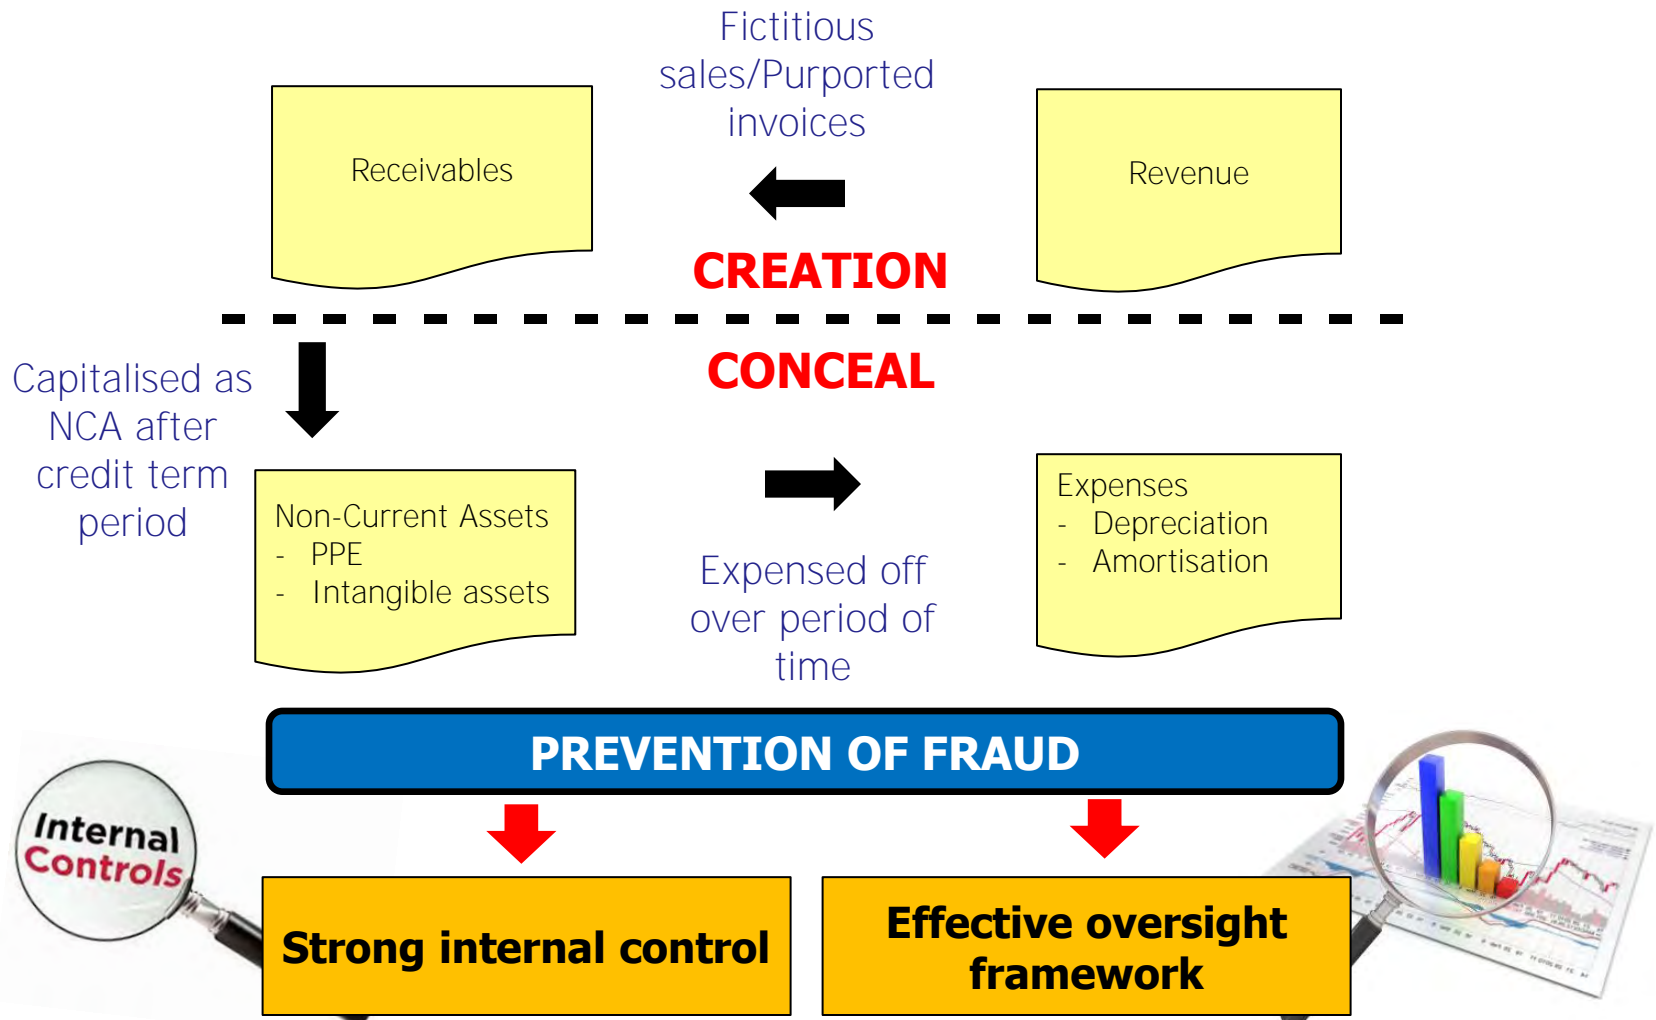 Fictitious
sales/Purported
invoices
Receivables
Revenue
CREATION
CONCEAL
Capitalised as
NCA after
credit term
period
Non-Current Assets
- PPE
- Intangible assets
Expensed off
over period of
time
Expenses
- Depreciation
- Amortisation
PREVENTION OF FRAUD
Internal
Controls
Strong internal control
Effective oversight
framework